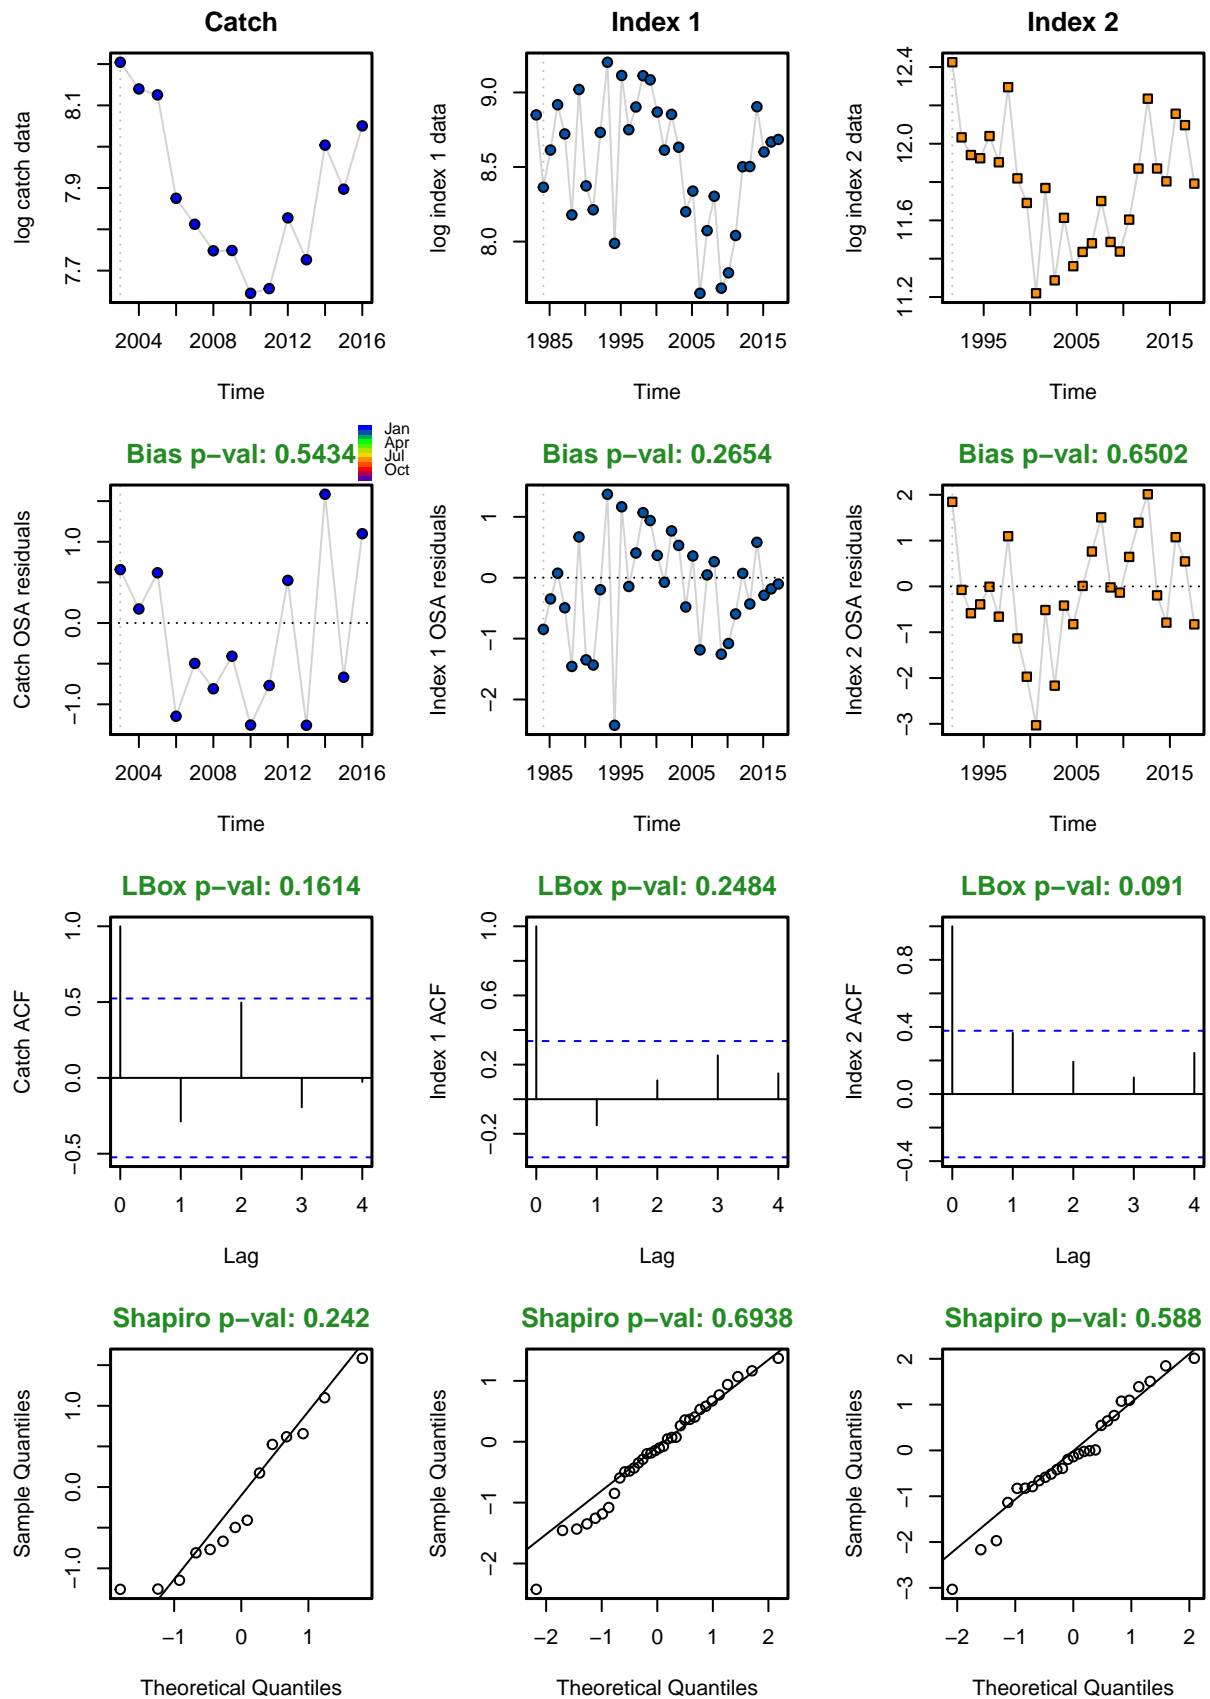 Catch
log catch data
7.7 7.9 8.1
2004 2008 2012 2016
Time
Index 1
log index 1 data
8.0 8.5 9.0
1985 1995 2005 2015
Time
Index 2
log index 2 data
11.2 11.6 12.0 12.4
1995 2005 2015
Time
Bias p−val: 0.5434
Jan
Apr
Jul
Oct
Catch OSA residuals
−1.0 0.0 1.0
2004 2008 2012 2016
Time
Bias p−val: 0.2654
Index 1 OSA residuals
−2 −1 0 1
1985 1995 2005 2015
Time
Bias p−val: 0.6502
Index 2 OSA residuals
−3 −2 −1 0 1 2
1995 2005 2015
Time
LBox p−val: 0.1614
Catch ACF
−0.5 0.0 0.5 1.0
0 1 2 3 4
Lag
LBox p−val: 0.2484
Index 1 ACF
−0.2 0.2 0.6 1.0
0 1 2 3 4
Lag
LBox p−val: 0.091
Index 2 ACF
−0.4 0.0 0.4 0.8
0 1 2 3 4
Lag
Shapiro p−val: 0.242
Sample Quantiles
−1.0 0.0 1.0
−1 0 1
Theoretical Quantiles
Shapiro p−val: 0.6938
Sample Quantiles
−2 −1 0 1
−2 −1 0 1 2
Theoretical Quantiles
Shapiro p−val: 0.588
Sample Quantiles
−3 −2 −1 0 1 2
−2 −1 0 1 2
Theoretical Quantiles